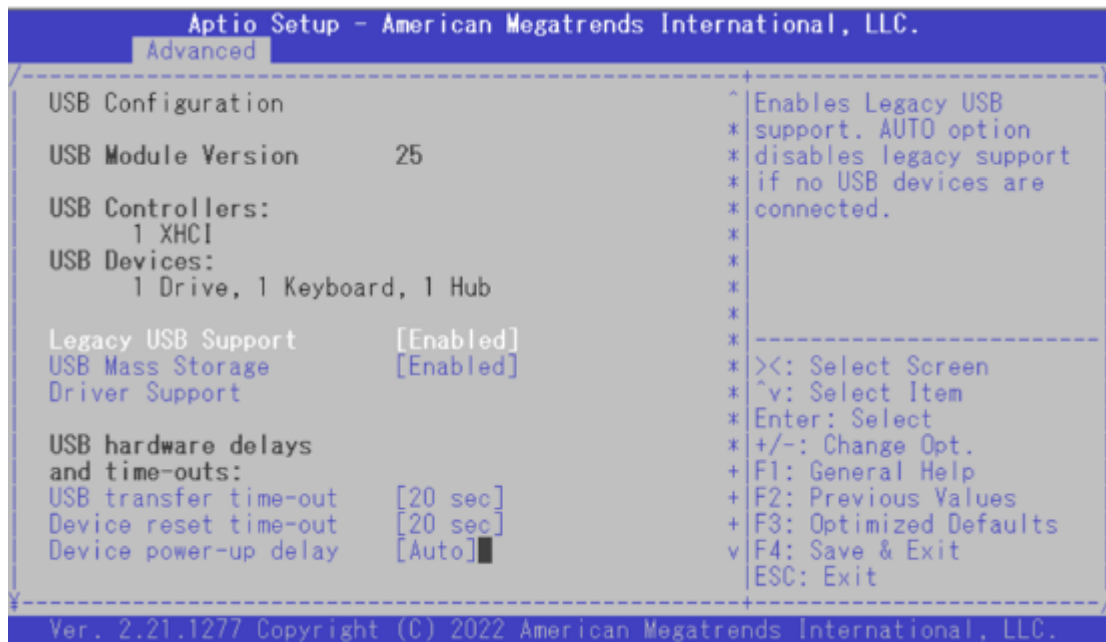 Aptio Setup - American Megatrends International, LLC.
Advanced
USB Configuration
USB Module Version 25
USB Controllers:
1 XHCI
USB Devices:
1 Drive, 1 Keyboard, 1 Hub
Legacy USB Support [Enabled]
USB Mass Storage [Enabled]
Driver Support
USB hardware delays
and time-outs:
USB transfer time-out [20 sec]
Device reset time-out [20 sec]
Device power-up delay [Auto]
Enables Legacy USB
support. AUTO option
disables legacy support
if no USB devices are
connected.
><: Select Screen
^v: Select Item
Enter: Select
+/-: Change Opt.
F1: General Help
F2: Previous Values
F3: Optimized Defaults
F4: Save & Exit
ESC: Exit
Ver. 2.21.1277 Copyright (C) 2022 American Megatrends International, LLC.